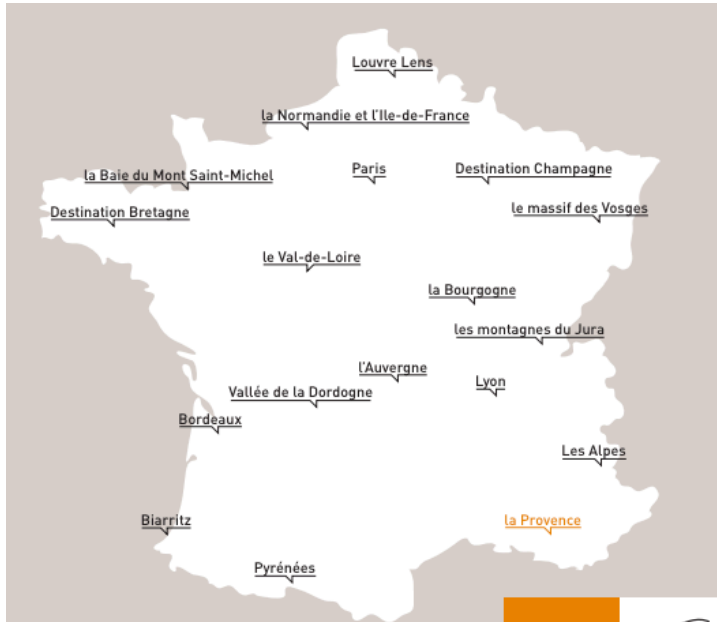 Louvre Lens
la Normandie et l'Ile-de-France
Paris
Destination Champagne
la Baie du Mont Saint-Michel
Destination Bretagne
le massif des Vosges
le Val-de-Loire
la Bourgogne
les montagnes du Jura
l'Auvergne
Lyon
Vallée de la Dordogne
Bordeaux
Les Alpes
Biarritz
la Provence
Pyrénées